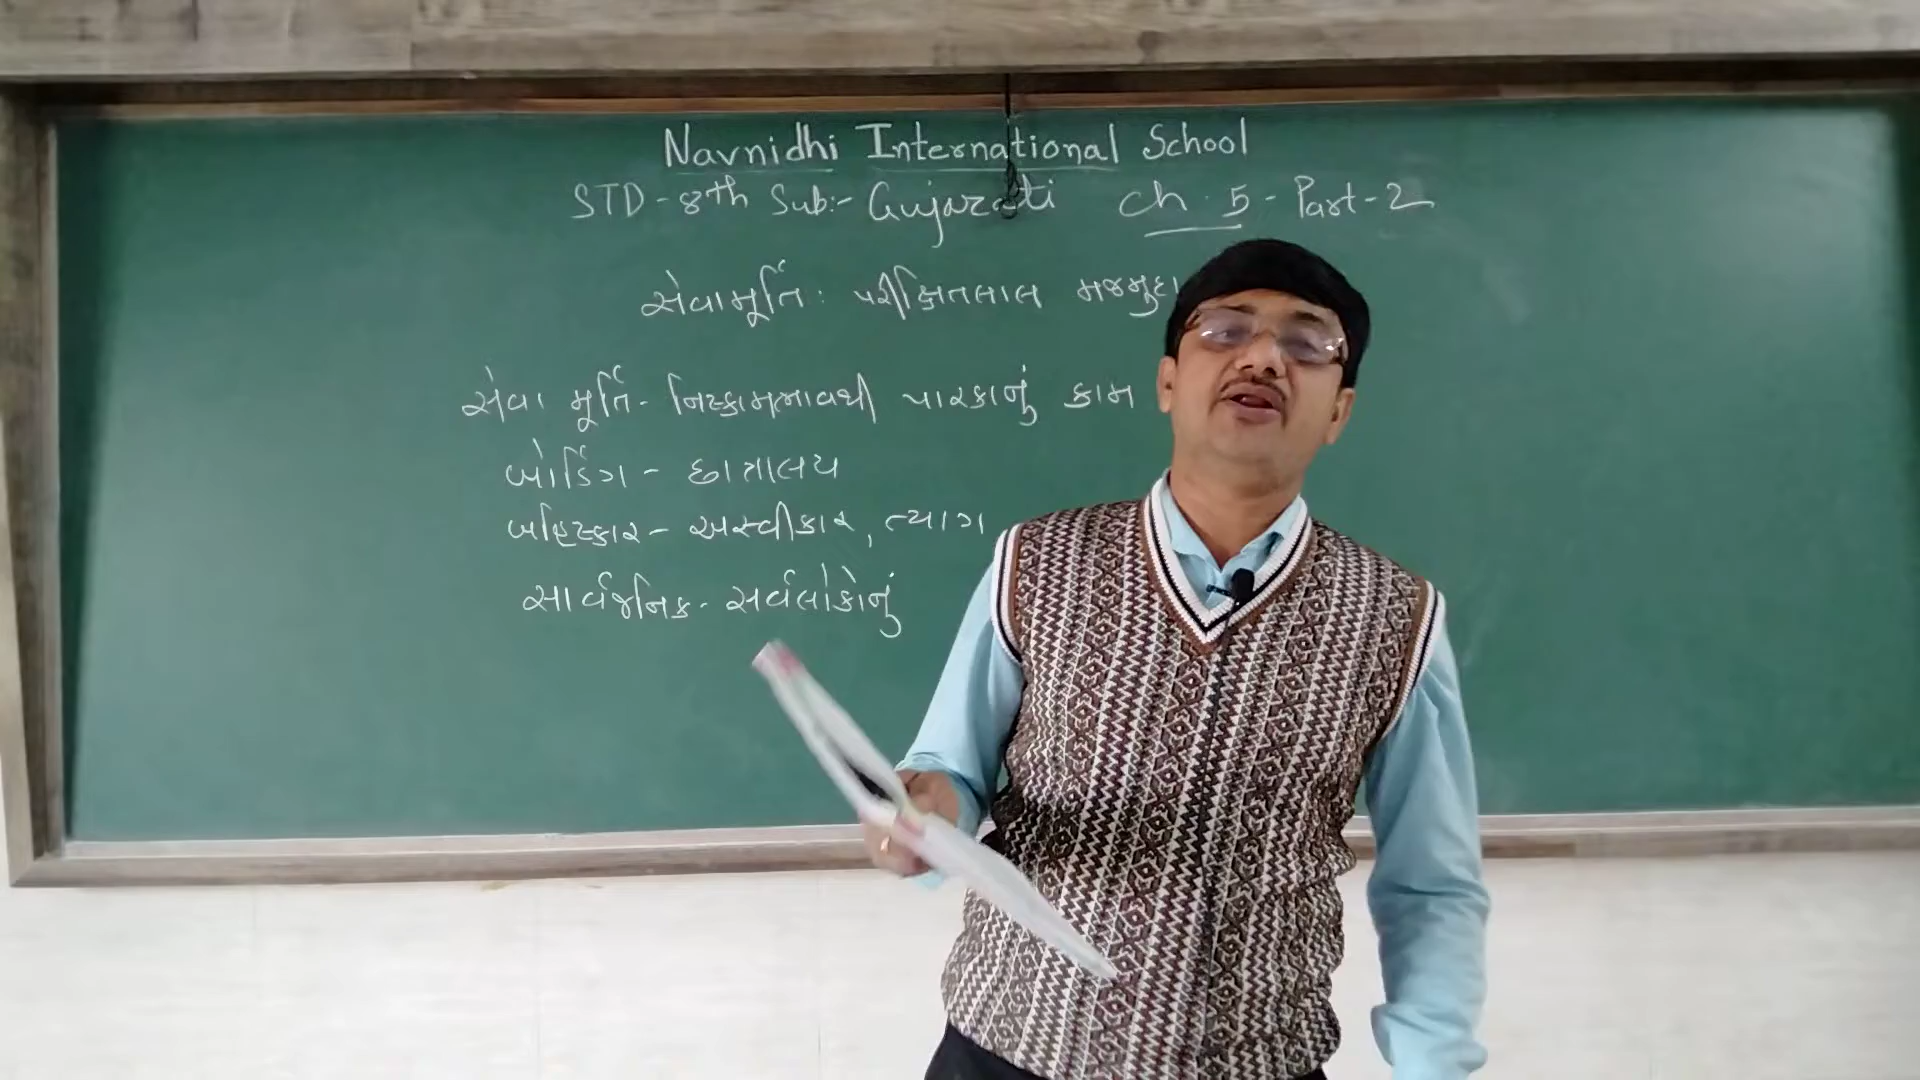 Navnidhi International School
STD - 8th Sub:- Gujarati Ch. 5 - Part - 2
સેવામૂર્તિ : પરીક્ષિતલાલ મજમુદા
સેવા મૂર્તિ - નિષ્કામભાવથી પારકાનું કામ
બોર્ડિંગ - છાત્રાલય
બહિષ્કાર - અસ્વીકાર, ત્યાગ
સાર્વજનિક - સર્વલોકોનું